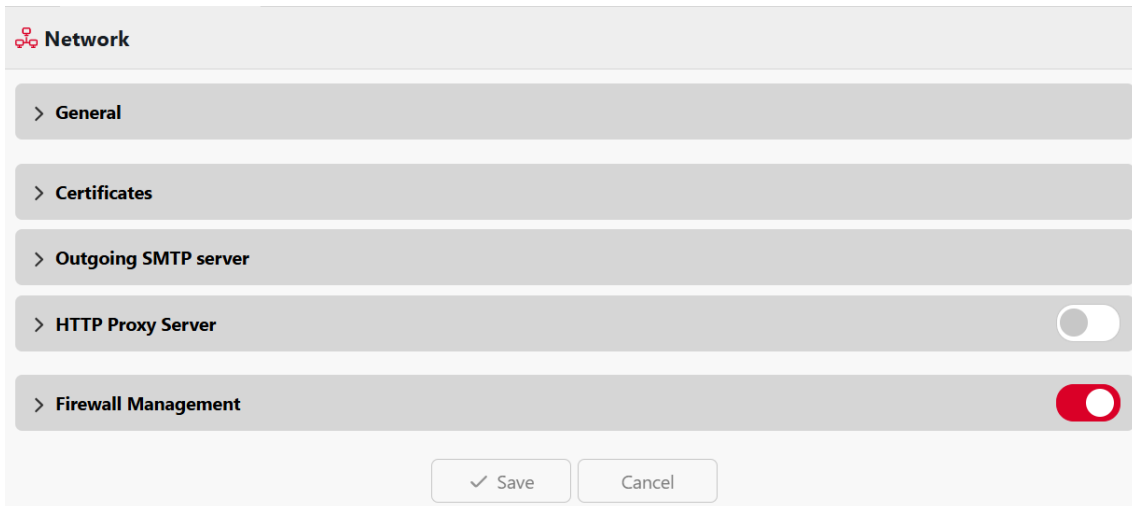 Network
General
Certificates
Outgoing SMTP server
HTTP Proxy Server
Firewall Management
Save
Cancel